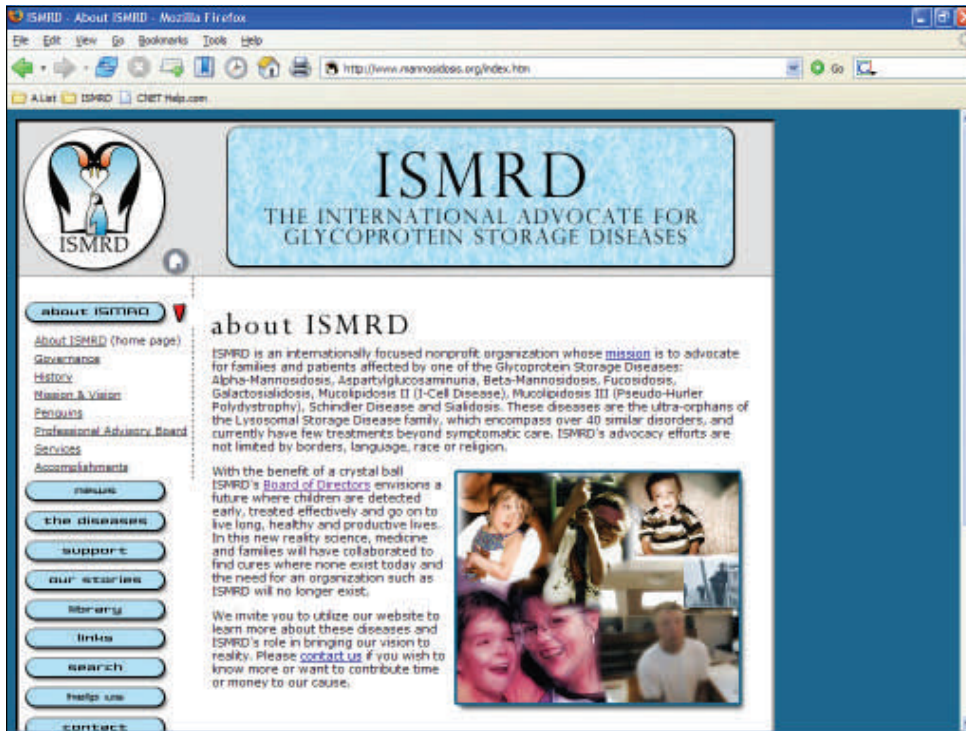 ISMRD - About ISMRD - Mozilla Firefox
File Edit View Go Bookmarks Tools Help
http://www.mannosidosis.org/index.htm
Go
A List ISMRD CNET Help.com
ISMRD
ISMRD
THE INTERNATIONAL ADVOCATE FOR
GLYCOPROTEIN STORAGE DISEASES
about ISMRD
About ISMRD (home page)
Governance
History
Mission & Vision
Penguins
Professional Advisory Board
Services
Accomplishments
news
the diseases
support
our stories
library
links
search
help us
contact
about ISMRD
ISMRD is an internationally focused nonprofit organization whose mission is to advocate
for families and patients affected by one of the Glycoprotein Storage Diseases:
Alpha-Mannosidosis, Aspartylglucosaminuria, Beta-Mannosidosis, Fucosidosis,
Galactosialidosis, Mucolipidosis II (I-Cell Disease), Mucolipidosis III (Pseudo-Hurler
Polydystrophy), Schindler Disease and Sialidosis. These diseases are the ultra-orphans of
the Lysosomal Storage Disease family, which encompass over 40 similar disorders, and
currently have few treatments beyond symptomatic care. ISMRD's advocacy efforts are
not limited by borders, language, race or religion.
With the benefit of a crystal ball
ISMRD's Board of Directors envisions a
future where children are detected
early, treated effectively and go on to
live long, healthy and productive lives.
In this new reality science, medicine
and families will have collaborated to
find cures where none exist today and
the need for an organization such as
ISMRD will no longer exist.
We invite you to utilize our website to
learn more about these diseases and
ISMRD's role in bringing our vision to
reality. Please contact us if you wish to
know more or want to contribute time
or money to our cause.